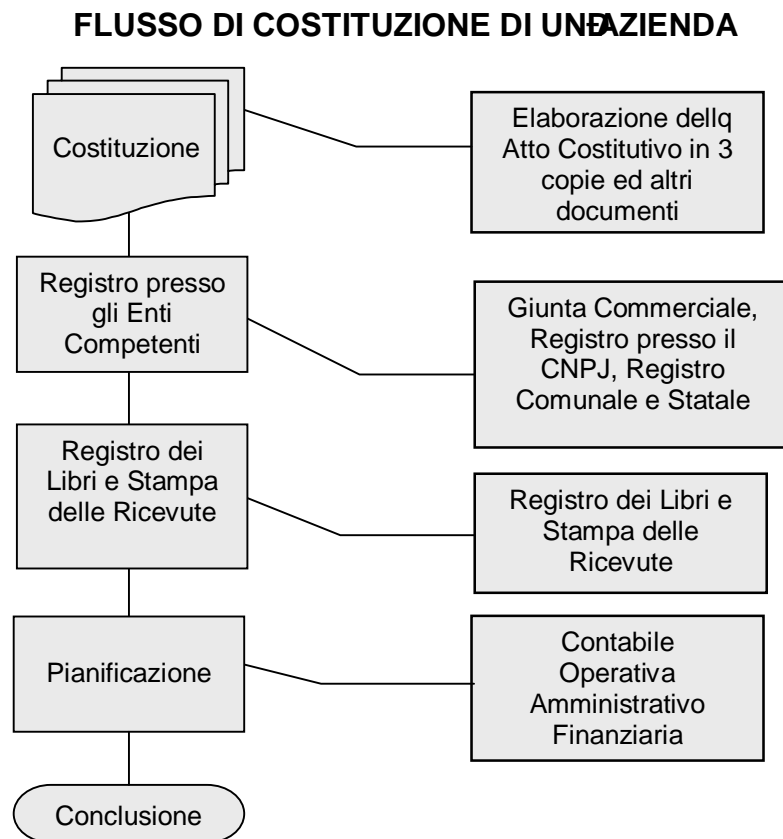 FLUSSO DI COSTITUZIONE DI UNĐAZIENDA
Costituzione
Elaborazione dellq
Atto Costitutivo in 3
copie ed altri
documenti
Registro presso
gli Enti
Competenti
Giunta Commerciale,
Registro presso il
CNPJ, Registro
Comunale e Statale
Registro dei
Libri e Stampa
delle Ricevute
Registro dei Libri e
Stampa delle
Ricevute
Pianificazione
Contabile
Operativa
Amministrativo
Finanziaria
Conclusione